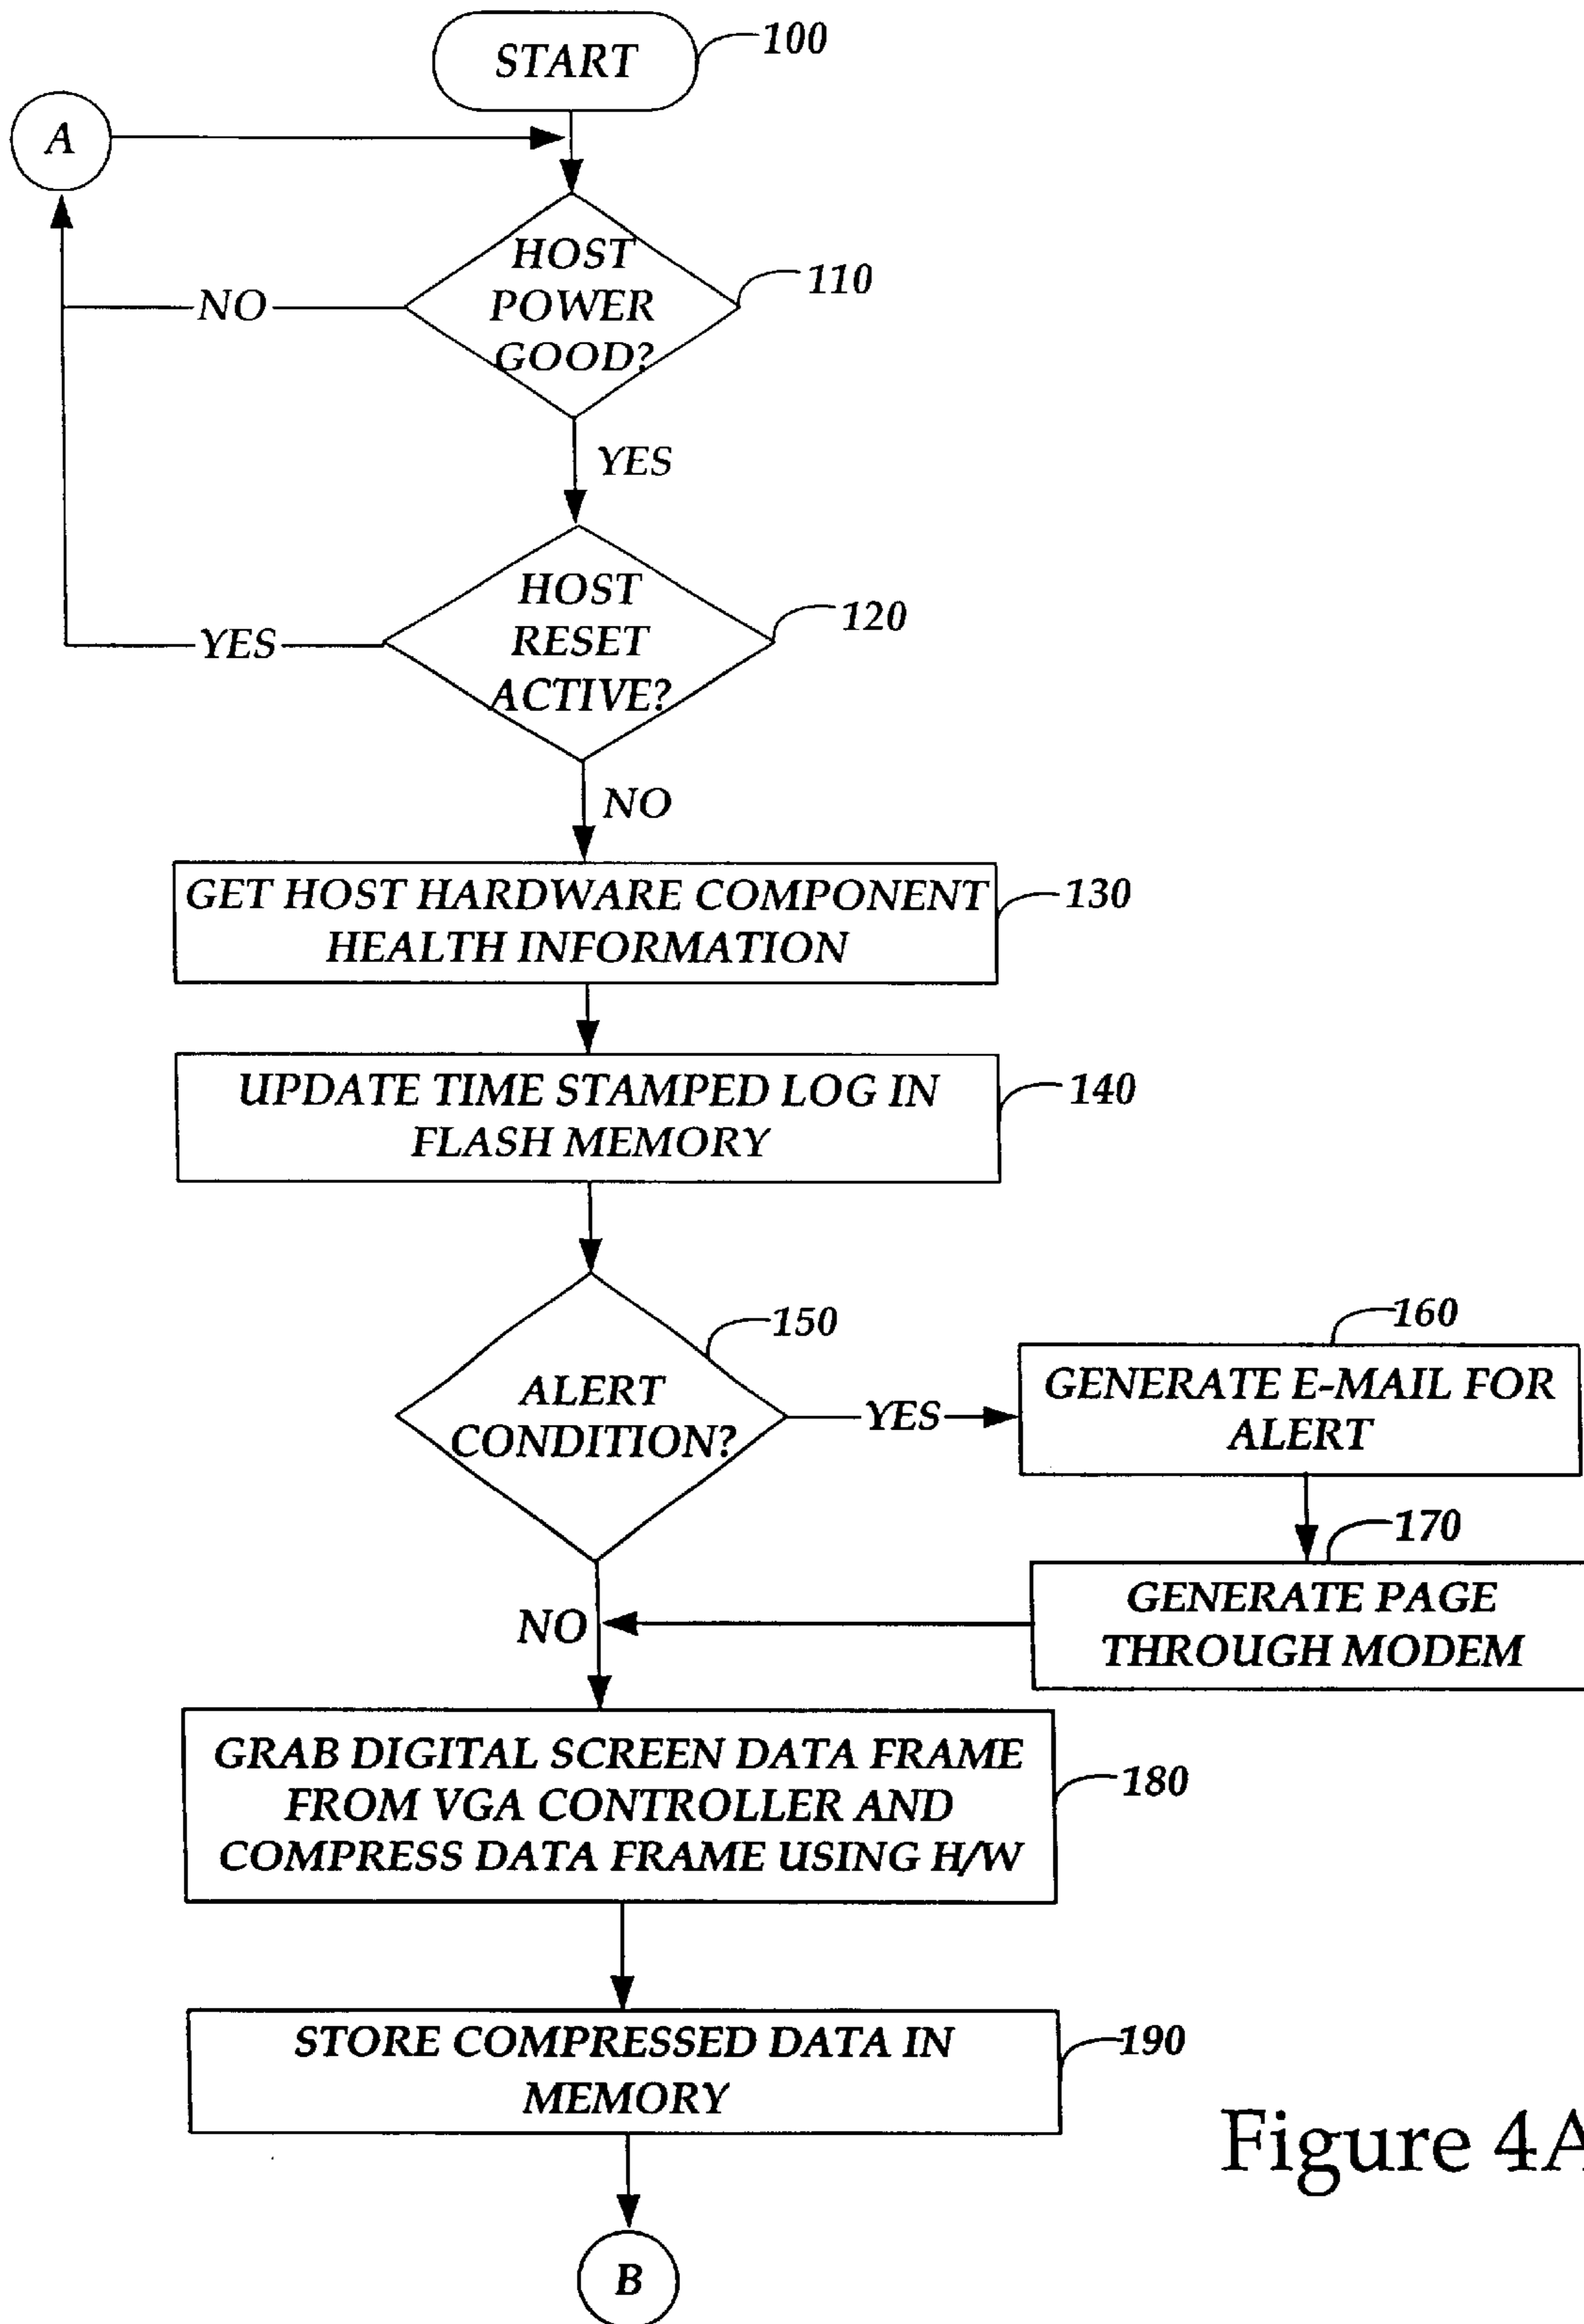 START
100
A
HOST
POWER
GOOD?
110
NO
YES
HOST
RESET
ACTIVE?
120
YES
NO
GET HOST HARDWARE COMPONENT
HEALTH INFORMATION
130
UPDATE TIME STAMPED LOG IN
FLASH MEMORY
140
ALERT
CONDITION?
150
YES
GENERATE E-MAIL FOR
ALERT
160
GENERATE PAGE
THROUGH MODEM
170
NO
GRAB DIGITAL SCREEN DATA FRAME
FROM VGA CONTROLLER AND
COMPRESS DATA FRAME USING H/W
180
STORE COMPRESSED DATA IN
MEMORY
190
B
Figure 4A